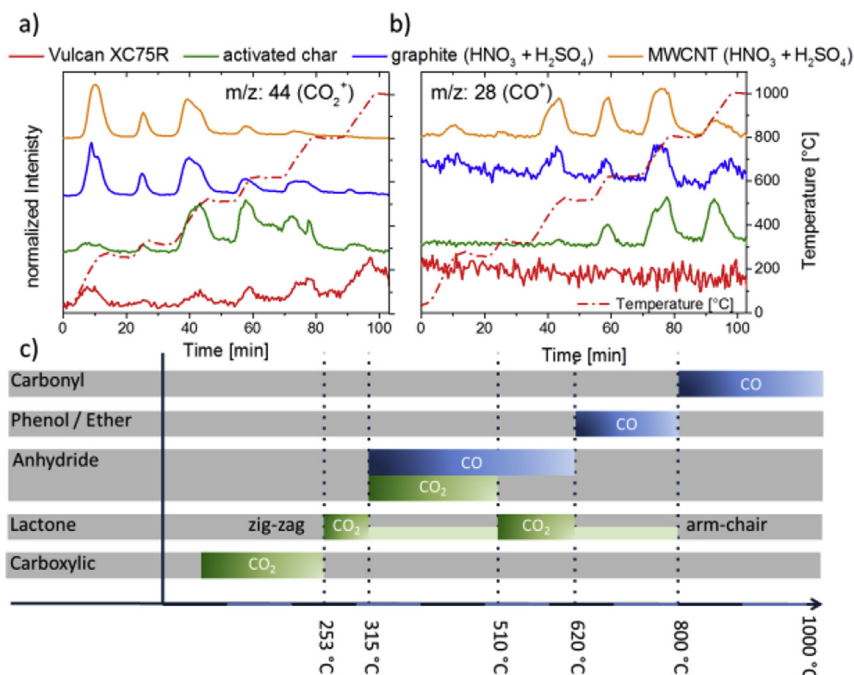 a)
b)
Vulcan XC75R
activated char
graphite (HNO₃ + H₂SO₄)
MWCNT (HNO₃ + H₂SO₄)
m/z: 44 (CO₂⁺)
normalized Intenisty
0
20
40
60
80
100
Time [min]
m/z: 28 (CO⁺)
Temperature [°C]
0
20
40
60
80
100
Time [min]
1000
800
600
400
200
0
Temperature [°C]
c)
Carbonyl
CO
Phenol / Ether
CO
Anhydride
CO
CO₂
Lactone
zig-zag
CO₂
CO₂
arm-chair
Carboxylic
CO₂
253 °C
315 °C
510 °C
620 °C
800 °C
1000 °C